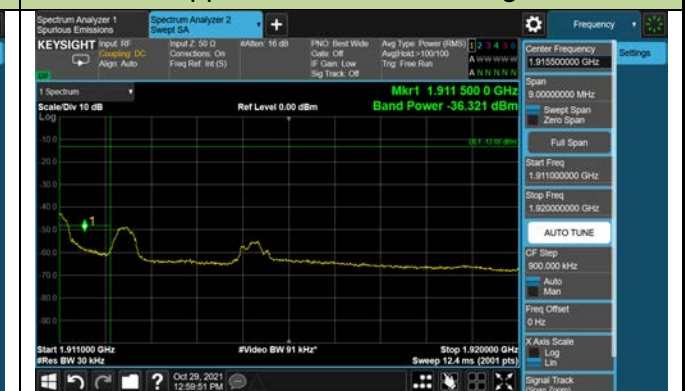 Spectrum Analyzer 1
Spurious Emissions
Spectrum Analyzer 2
Swept SA
Frequency
KEYSIGHT
Input: RF
Coupling: DC
Align: Auto
Input Z: 50 Ω
Corrections: On
Freq Ref: Int (S)
#Atten: 16 dB
PNO: Best Wide
Gate: Off
IF Gain: Low
Sig Track: Off
Avg Type: Power (RMS)
Avg|Hold:>100/100
Trig: Free Run
1 2 3 4 5 6
A W W W W W
A N N N N N
1 Spectrum
Scale/Div 10 dB
Log
Ref Level 0.00 dBm
Mkr1 1.911 500 0 GHz
Band Power -36.321 dBm
-10.0
-20.0
-30.0
-40.0
-50.0
-60.0
-70.0
-80.0
-90.0
1
Start 1.911000 GHz
#Res BW 30 kHz
#Video BW 91 kHz*
Stop 1.920000 GHz
Sweep 12.4 ms (2001 pts)
Oct 29, 2021
12:59:51 PM
Center Frequency
1.915500000 GHz
Settings
Span
9.00000000 MHz
Swept Span
Zero Span
Full Span
Start Freq
1.911000000 GHz
Stop Freq
1.920000000 GHz
AUTO TUNE
CF Step
900.000 kHz
Auto
Man
Freq Offset
0 Hz
X Axis Scale
Log
Lin
Signal Track
(Span Zoom)